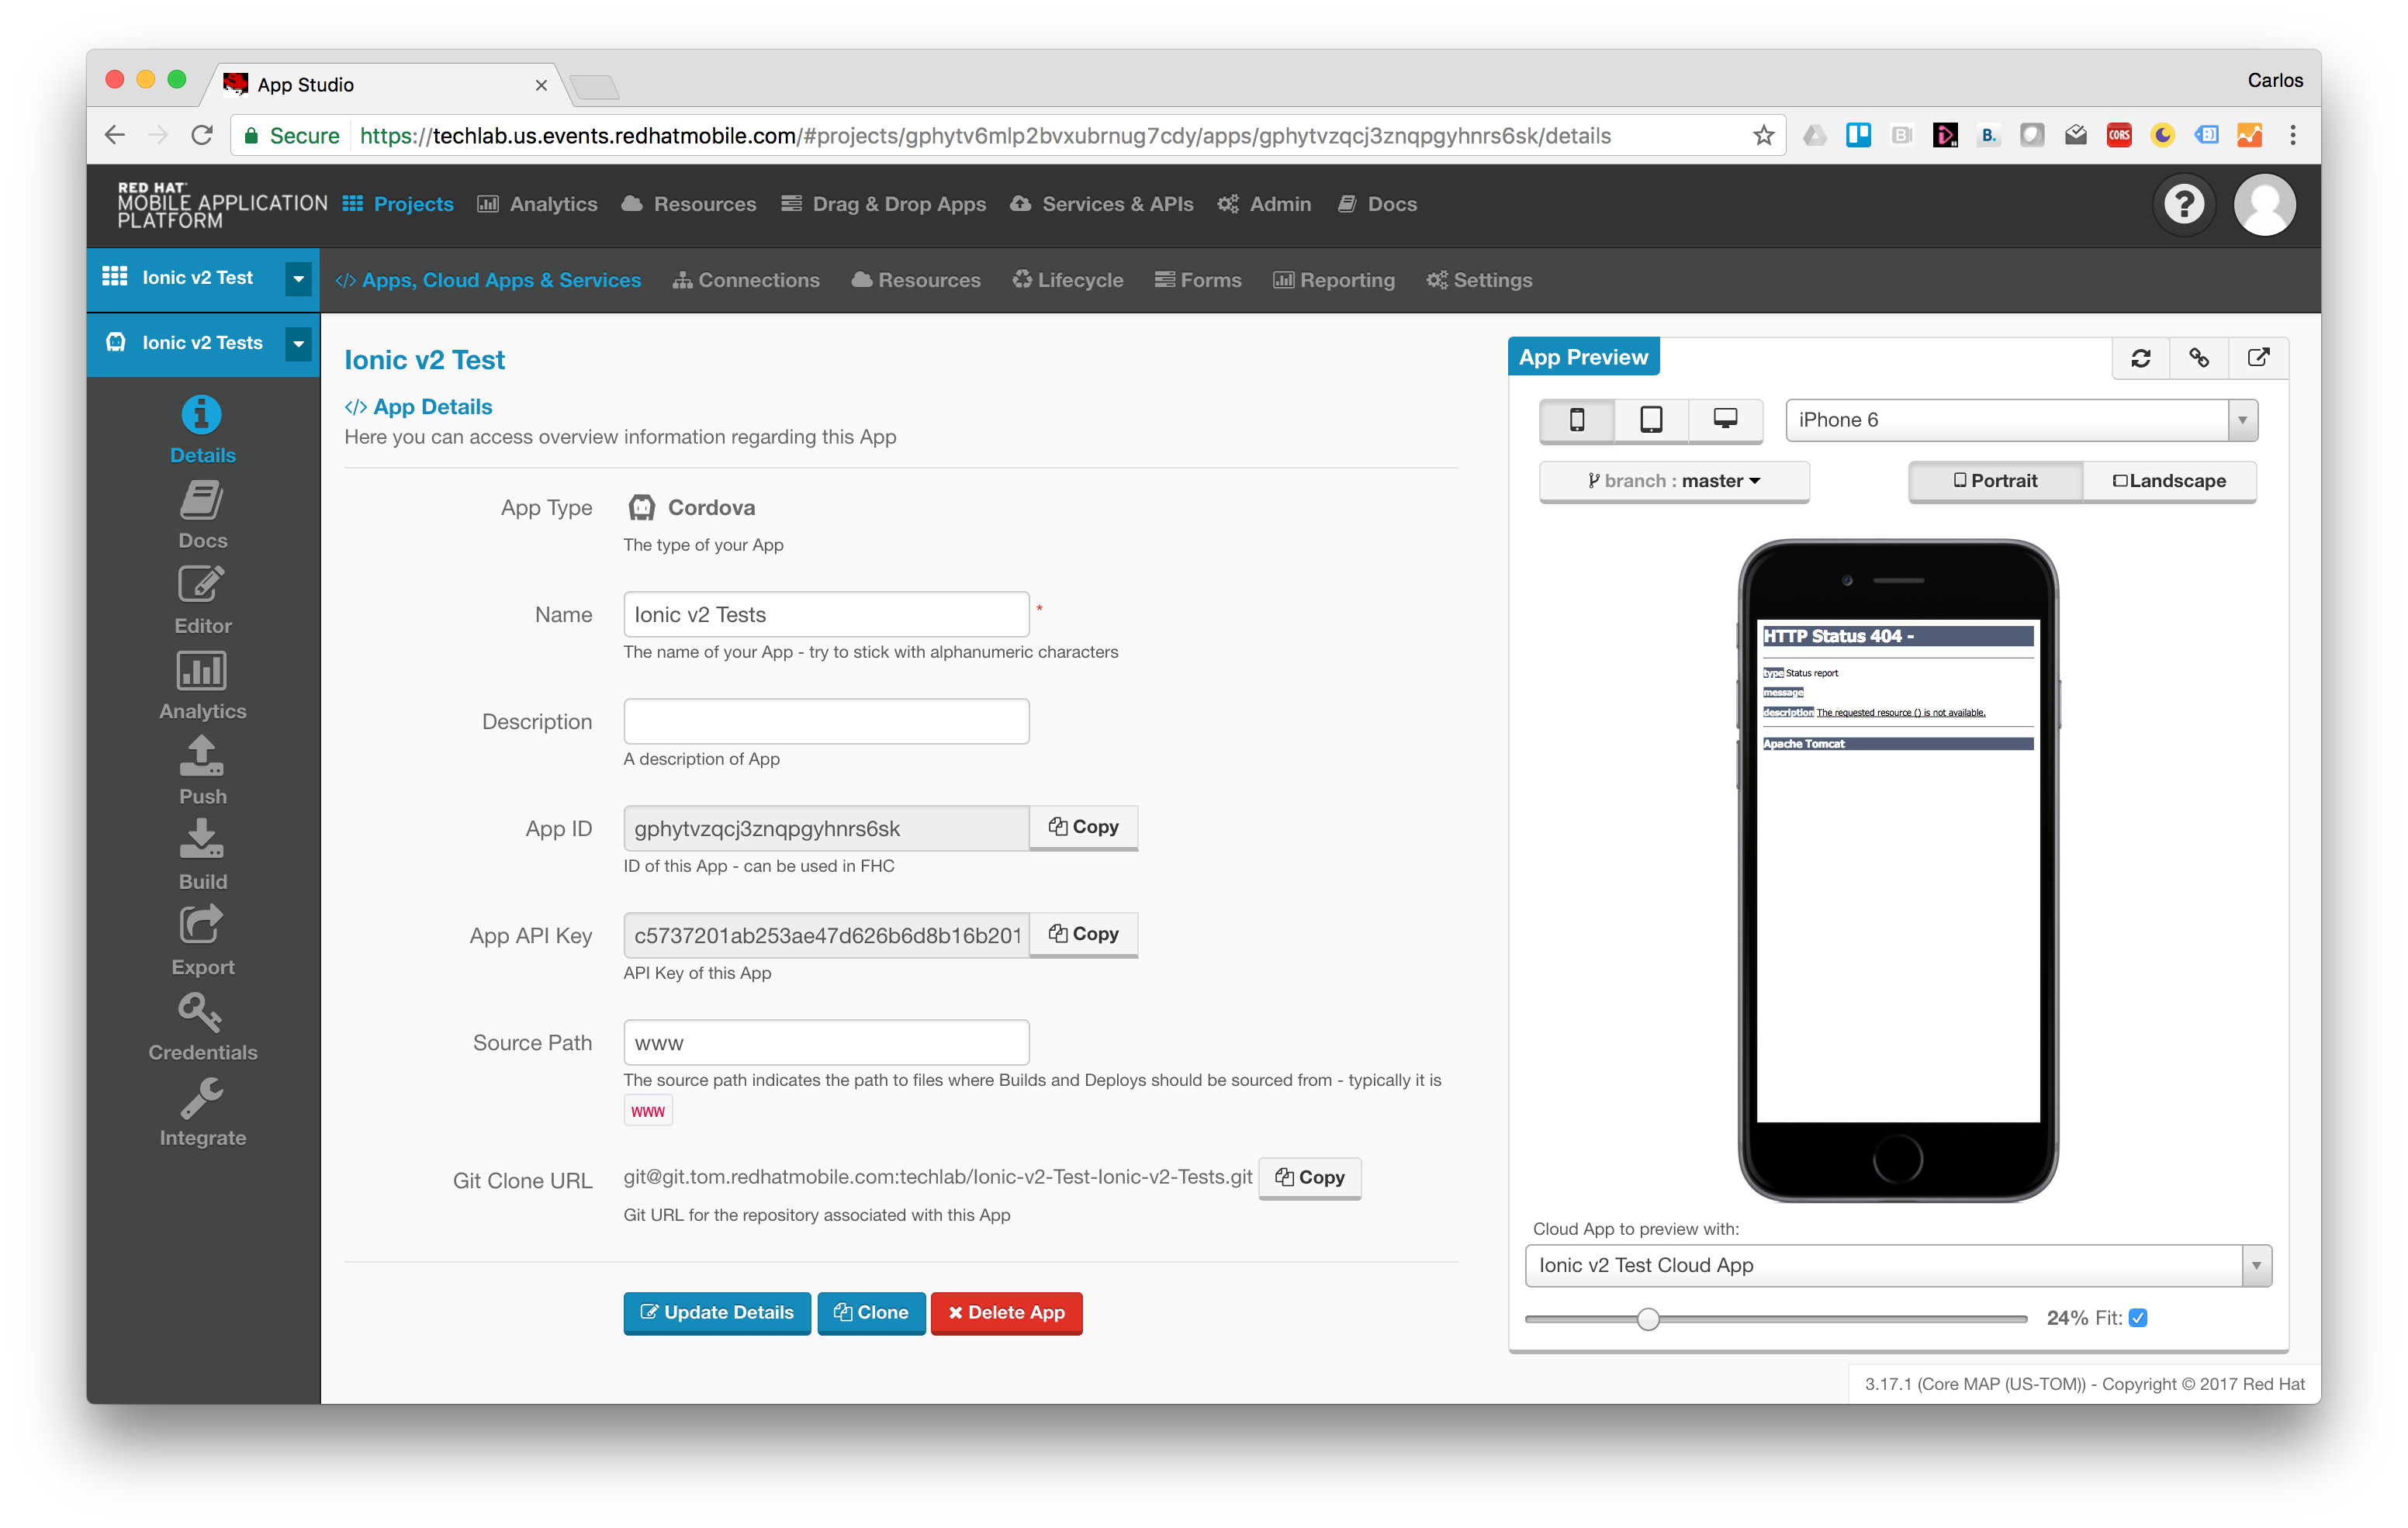 App Studio
Carlos
Secure https://techlab.us.events.redhatmobile.com/#projects/gphytv6mlp2bvxubrnug7cdy/apps/gphytvzqcj3znqpgyhnrs6sk/details
CORS
B.
RED HAT
MOBILE APPLICATION
PLATFORM
Projects Analytics Resources Drag & Drop Apps Services & APIs Admin Docs
Ionic v2 Test
</> Apps, Cloud Apps & Services Connections Resources Lifecycle Forms Reporting Settings
Ionic v2 Tests
Details
Docs
Editor
Analytics
Push
Build
Export
Credentials
Integrate
Ionic v2 Test
</> App Details
Here you can access overview information regarding this App
App Type Cordova
The type of your App
Name Ionic v2 Tests *
The name of your App - try to stick with alphanumeric characters
Description
A description of App
App ID gphytvzqcj3znqpgyhnrs6sk Copy
ID of this App - can be used in FHC
App API Key c5737201ab253ae47d626b6d8b16b201 Copy
API Key of this App
Source Path www
The source path indicates the path to files where Builds and Deploys should be sourced from - typically it is
www
Git Clone URL git@git.tom.redhatmobile.com:techlab/Ionic-v2-Test-Ionic-v2-Tests.git Copy
Git URL for the repository associated with this App
Update Details Clone Delete App
App Preview
iPhone 6
branch : master
Portrait Landscape
HTTP Status 404 -
type Status report
message
description The requested resource () is not available.
Apache Tomcat
Cloud App to preview with:
Ionic v2 Test Cloud App
24% Fit:
3.17.1 (Core MAP (US-TOM)) - Copyright © 2017 Red Hat